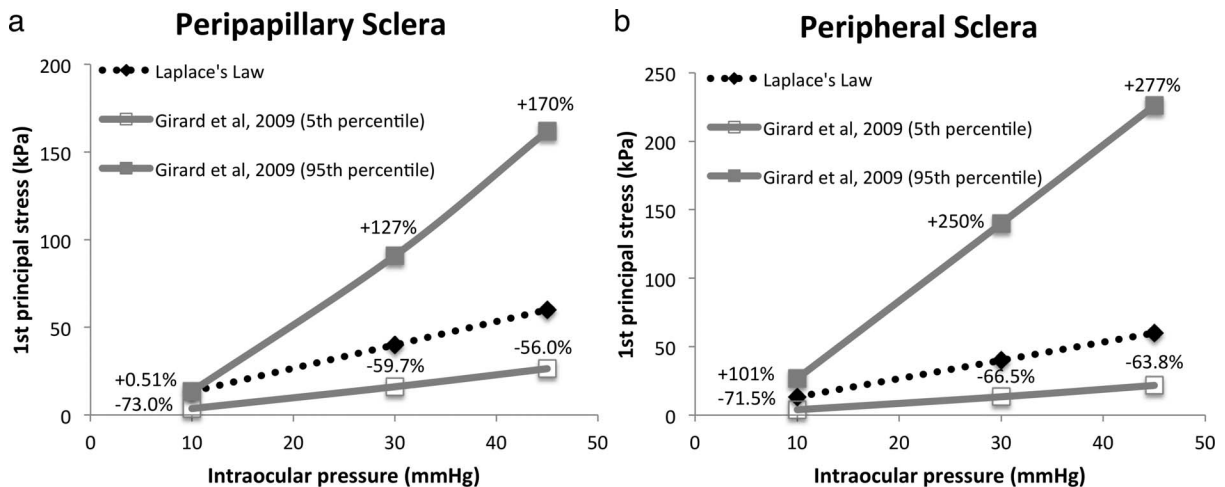 a
Peripapillary Sclera
200
150
100
50
0
0
10
20
30
40
50
1st principal stress (kPa)
Intraocular pressure (mmHg)
Laplace's Law
Girard et al, 2009 (5th percentile)
Girard et al, 2009 (95th percentile)
+170%
+127%
+0.51%
-73.0%
-59.7%
-56.0%
b
Peripheral Sclera
250
200
150
100
50
0
0
10
20
30
40
50
1st principal stress (kPa)
Intraocular pressure (mmHg)
Laplace's Law
Girard et al, 2009 (5th percentile)
Girard et al, 2009 (95th percentile)
+277%
+250%
+101%
-71.5%
-66.5%
-63.8%